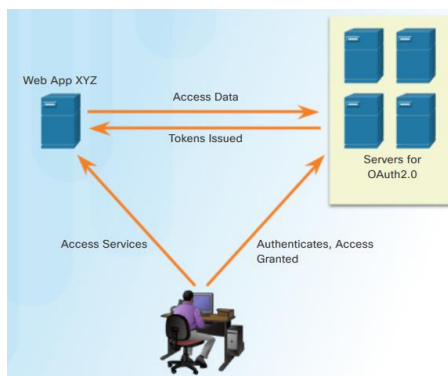 Web App XYZ
Access Data
Tokens Issued
Servers for
OAuth2.0
Access Services
Authenticates, Access
Granted